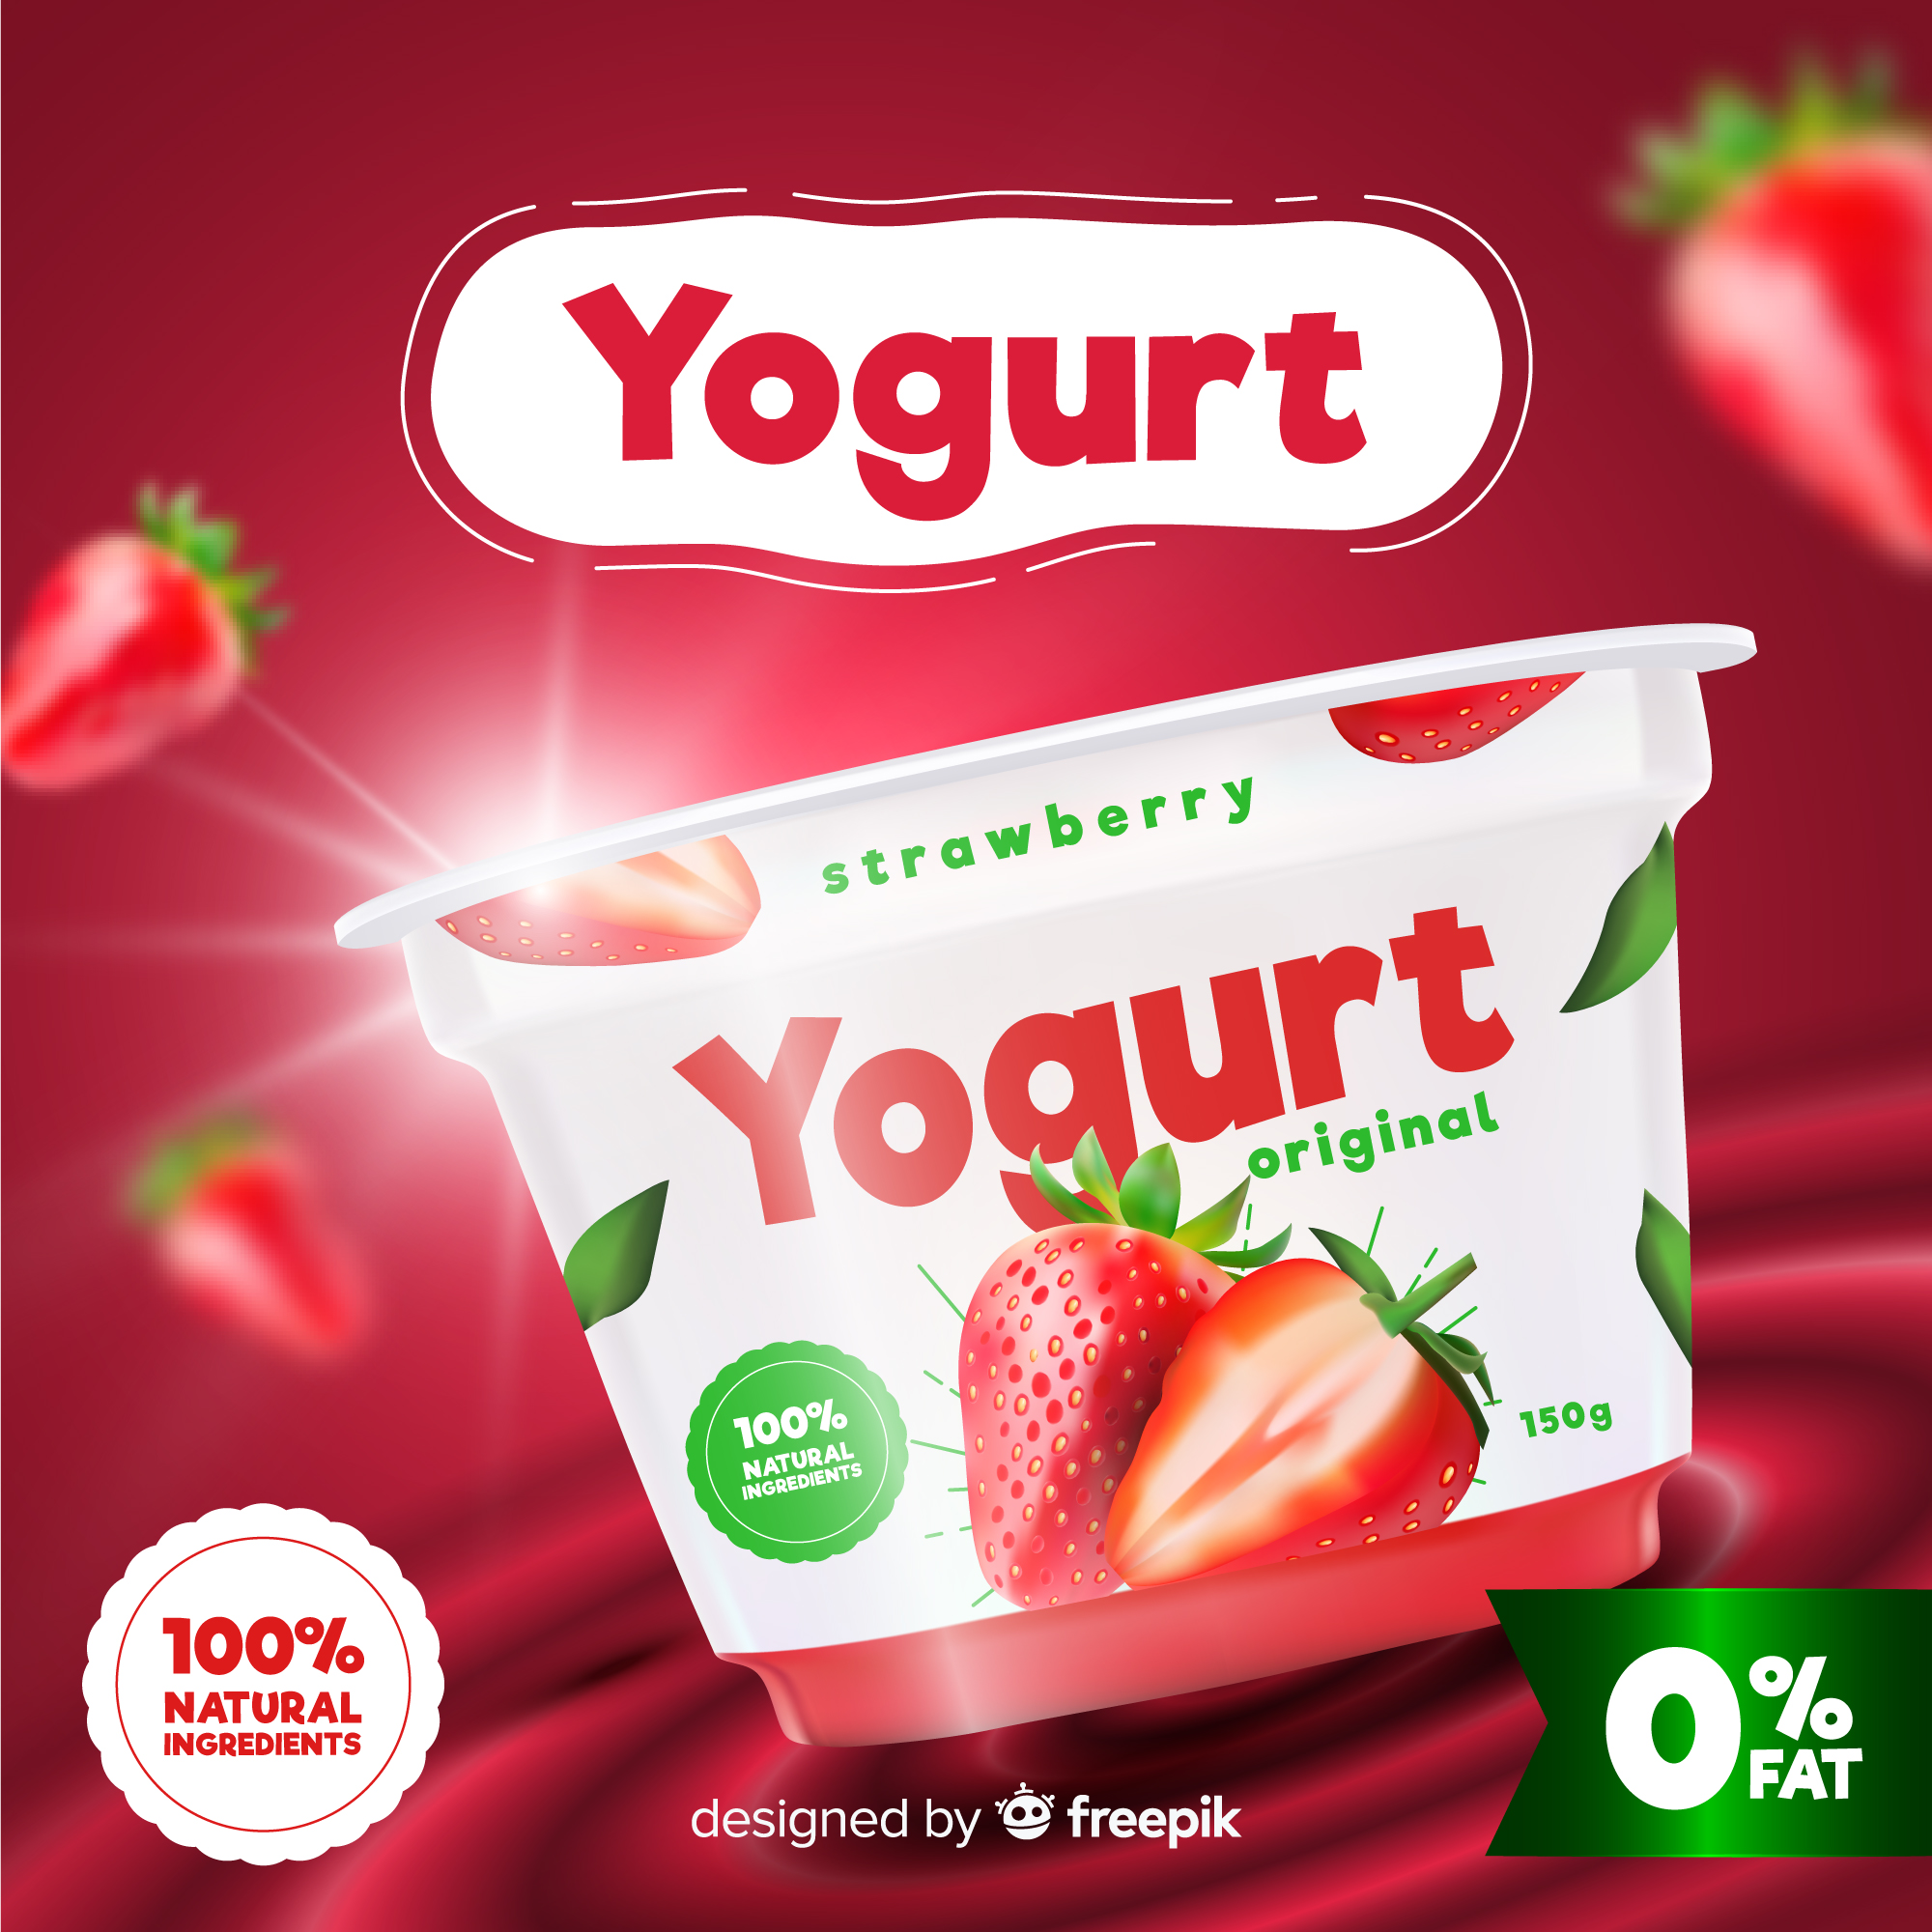 Yogurt
strawberry
Yogurt
original
100%
NATURAL
INGREDIENTS
150g
100%
NATURAL
INGREDIENTS
0%
FAT
designed by freepik